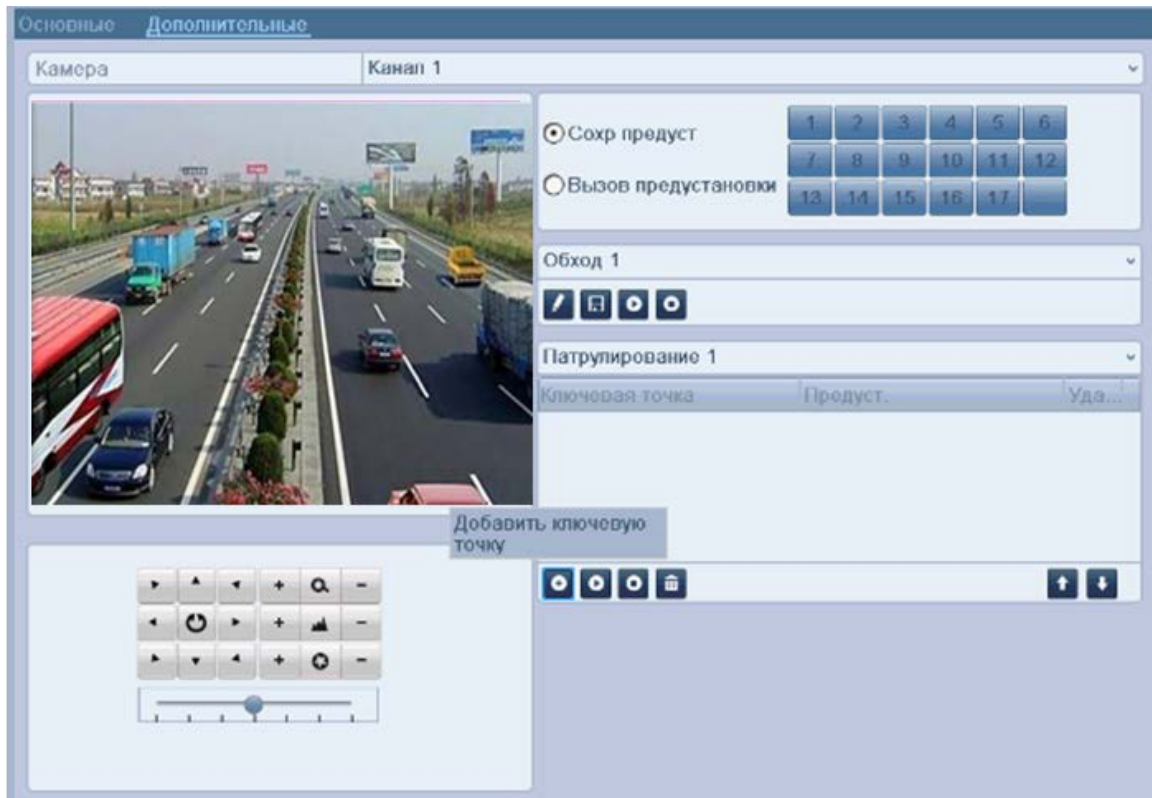 Основные Дополнительные
Камера Канал 1
Сохр предуст
Вызов предустановки
1 2 3 4 5 6
7 8 9 10 11 12
13 14 15 16 17
Обход 1
Патрулирование 1
Ключевая точка Предуст. Уда...
Добавить ключевую
точку